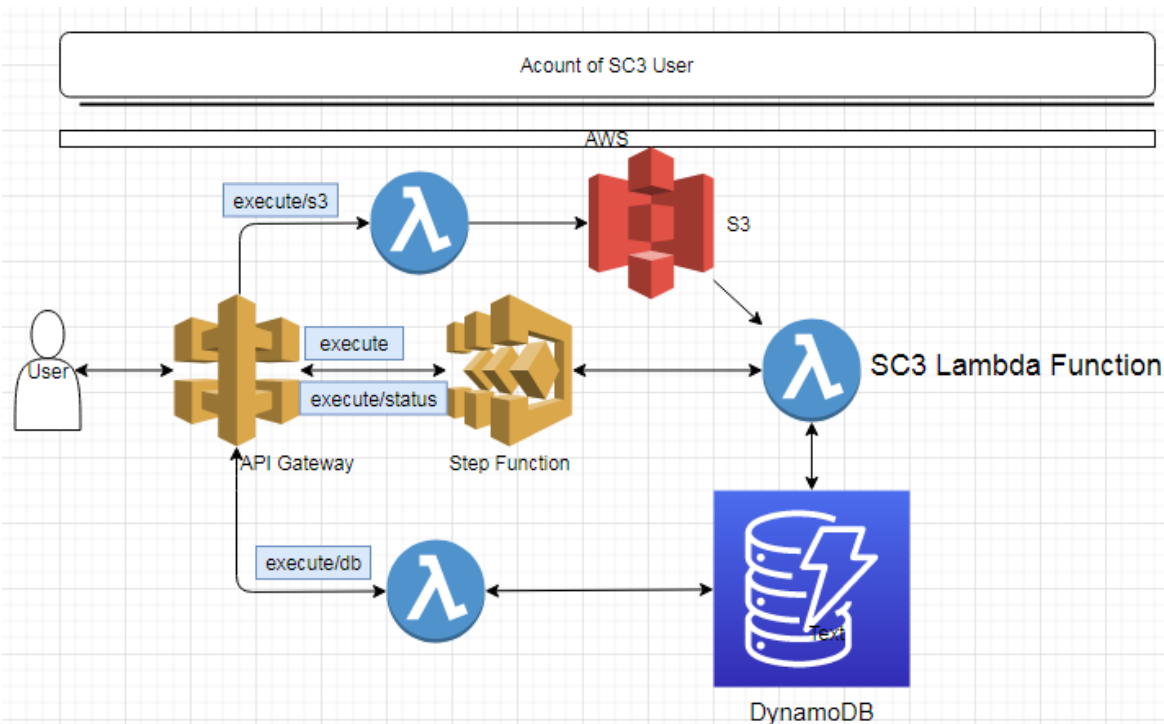 Acount of SC3 User
AWS
execute/s3
S3
execute
User
SC3 Lambda Function
execute/status
API Gateway
Step Function
execute/db
Text
DynamoDB